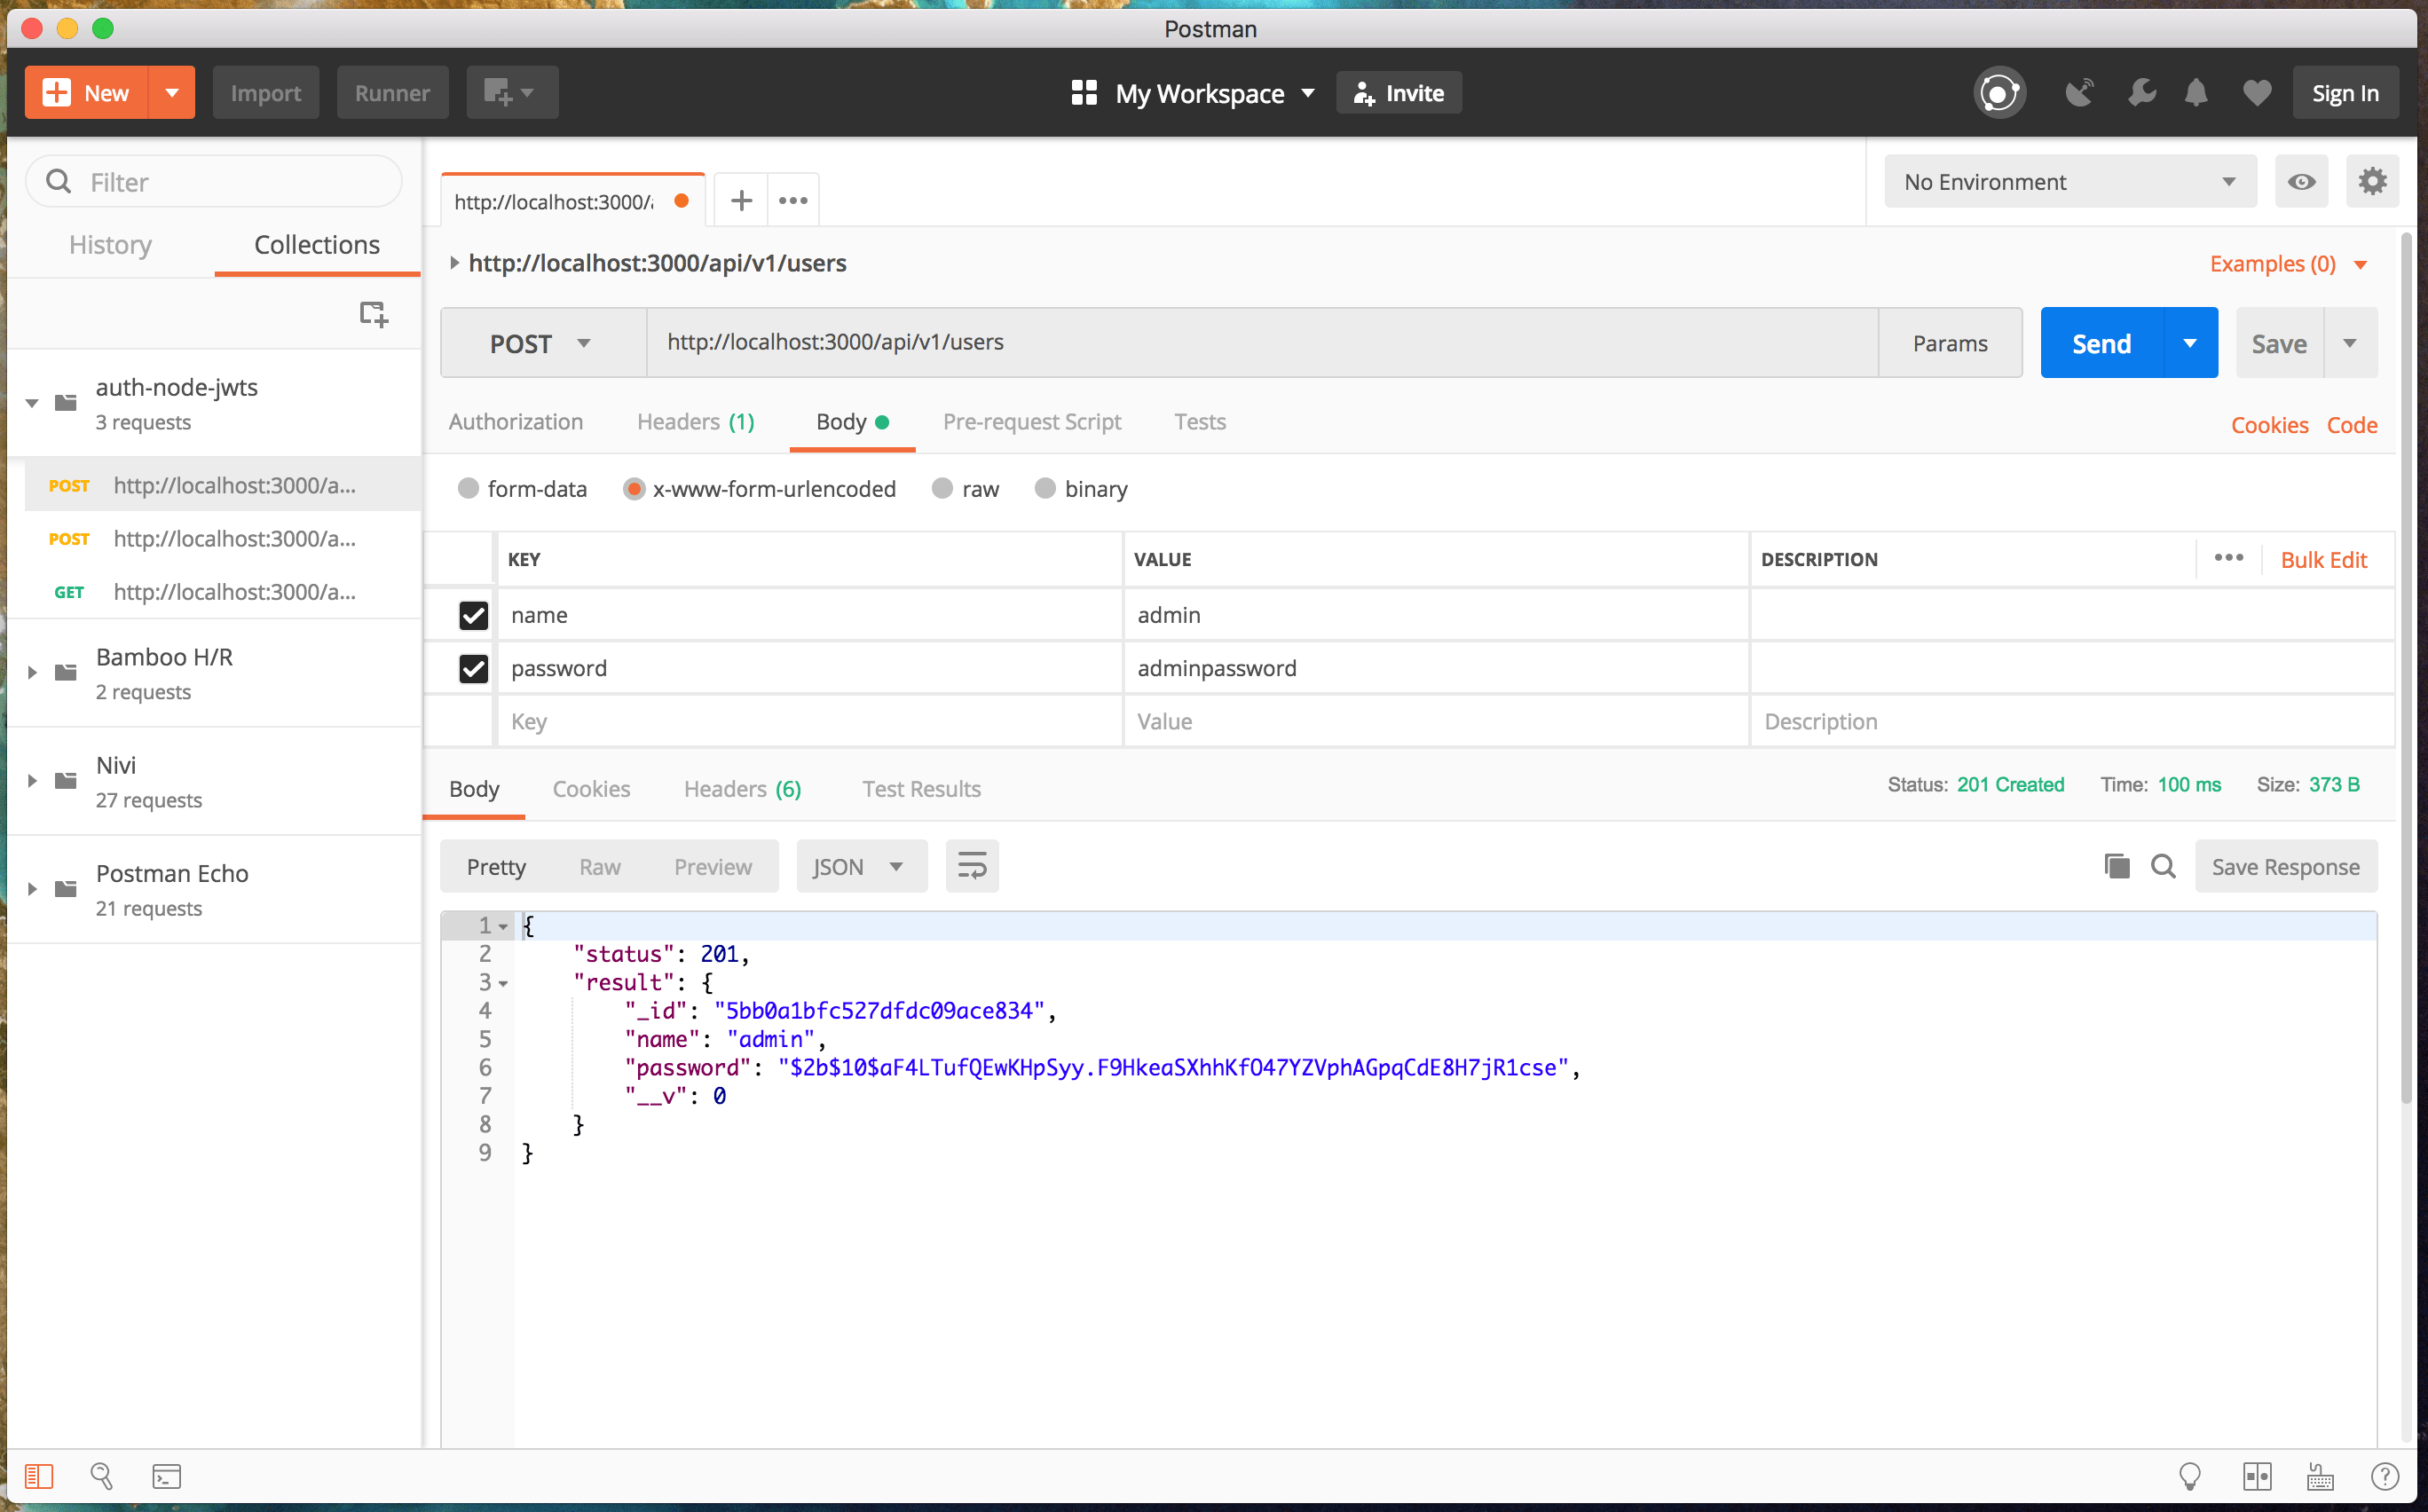 Postman
New
Import
Runner
My Workspace
Invite
Sign In
Filter
History
Collections
auth-node-jwts
3 requests
POST http://localhost:3000/a...
POST http://localhost:3000/a...
GET http://localhost:3000/a...
Bamboo H/R
2 requests
Nivi
27 requests
Postman Echo
21 requests
http://localhost:3000/
No Environment
http://localhost:3000/api/v1/users
Examples (0)
POST
http://localhost:3000/api/v1/users
Params
Send
Save
Authorization
Headers (1)
Body
Pre-request Script
Tests
Cookies
Code
form-data
x-www-form-urlencoded
raw
binary
KEY VALUE DESCRIPTION
Bulk Edit
name admin
password adminpassword
Key Value Description
Body
Cookies
Headers (6)
Test Results
Status: 201 Created
Time: 100 ms
Size: 373 B
Pretty
Raw
Preview
JSON
Save Response
1 {
2 "status": 201,
3 "result": {
4 "_id": "5bb0a1bfc527dfdc09ace834",
5 "name": "admin",
6 "password": "$2b$10$aF4LTufQEwKHpSyy.F9HkeaSXhhKfO47YZVphAGpqCdE8H7jR1cse",
7 "__v": 0
8 }
9 }